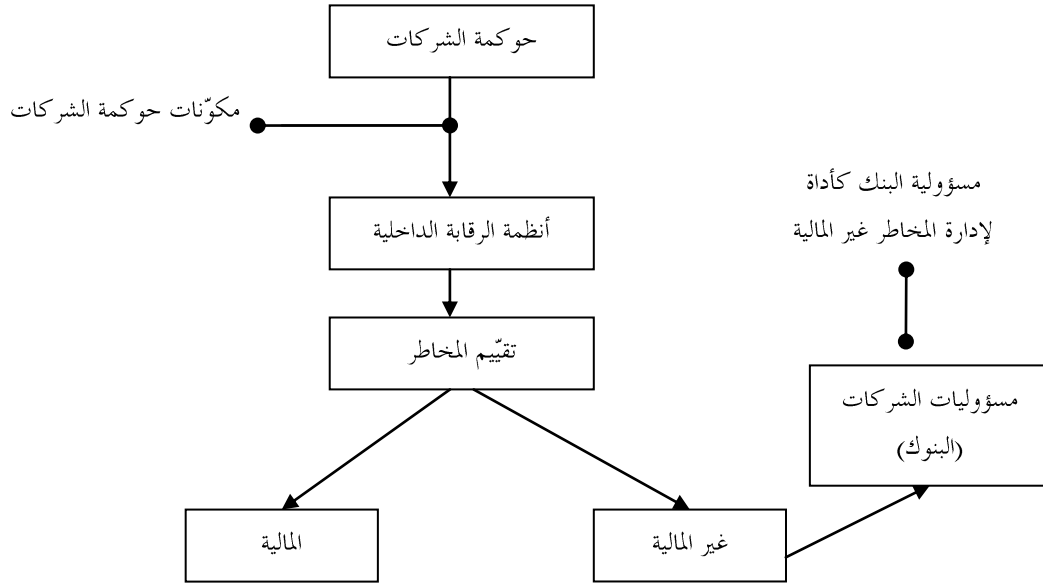 حوكمة الشركات
مكوّنات حوكمة الشركات
مسؤولية البنك كأداة
لإدارة المخاطر غير المالية
أنظمة الرقابة الداخلية
تقيّيم المخاطر
مسؤوليات الشركات
(البنوك)
غير المالية
المالية